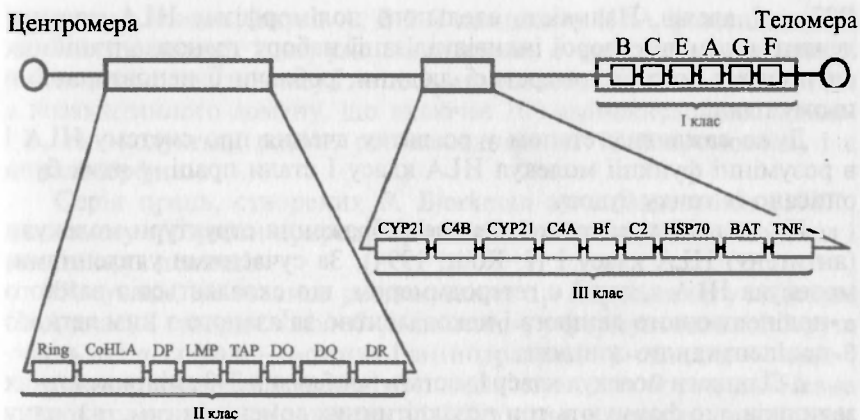 Центромера Теломера
B C E A G F
I клас
CYP21 C4B CYP21 C4A Bf C2 HSP70 BAT TNF
III клас
Ring CoHLA DP LMP TAP DO DQ DR
II клас